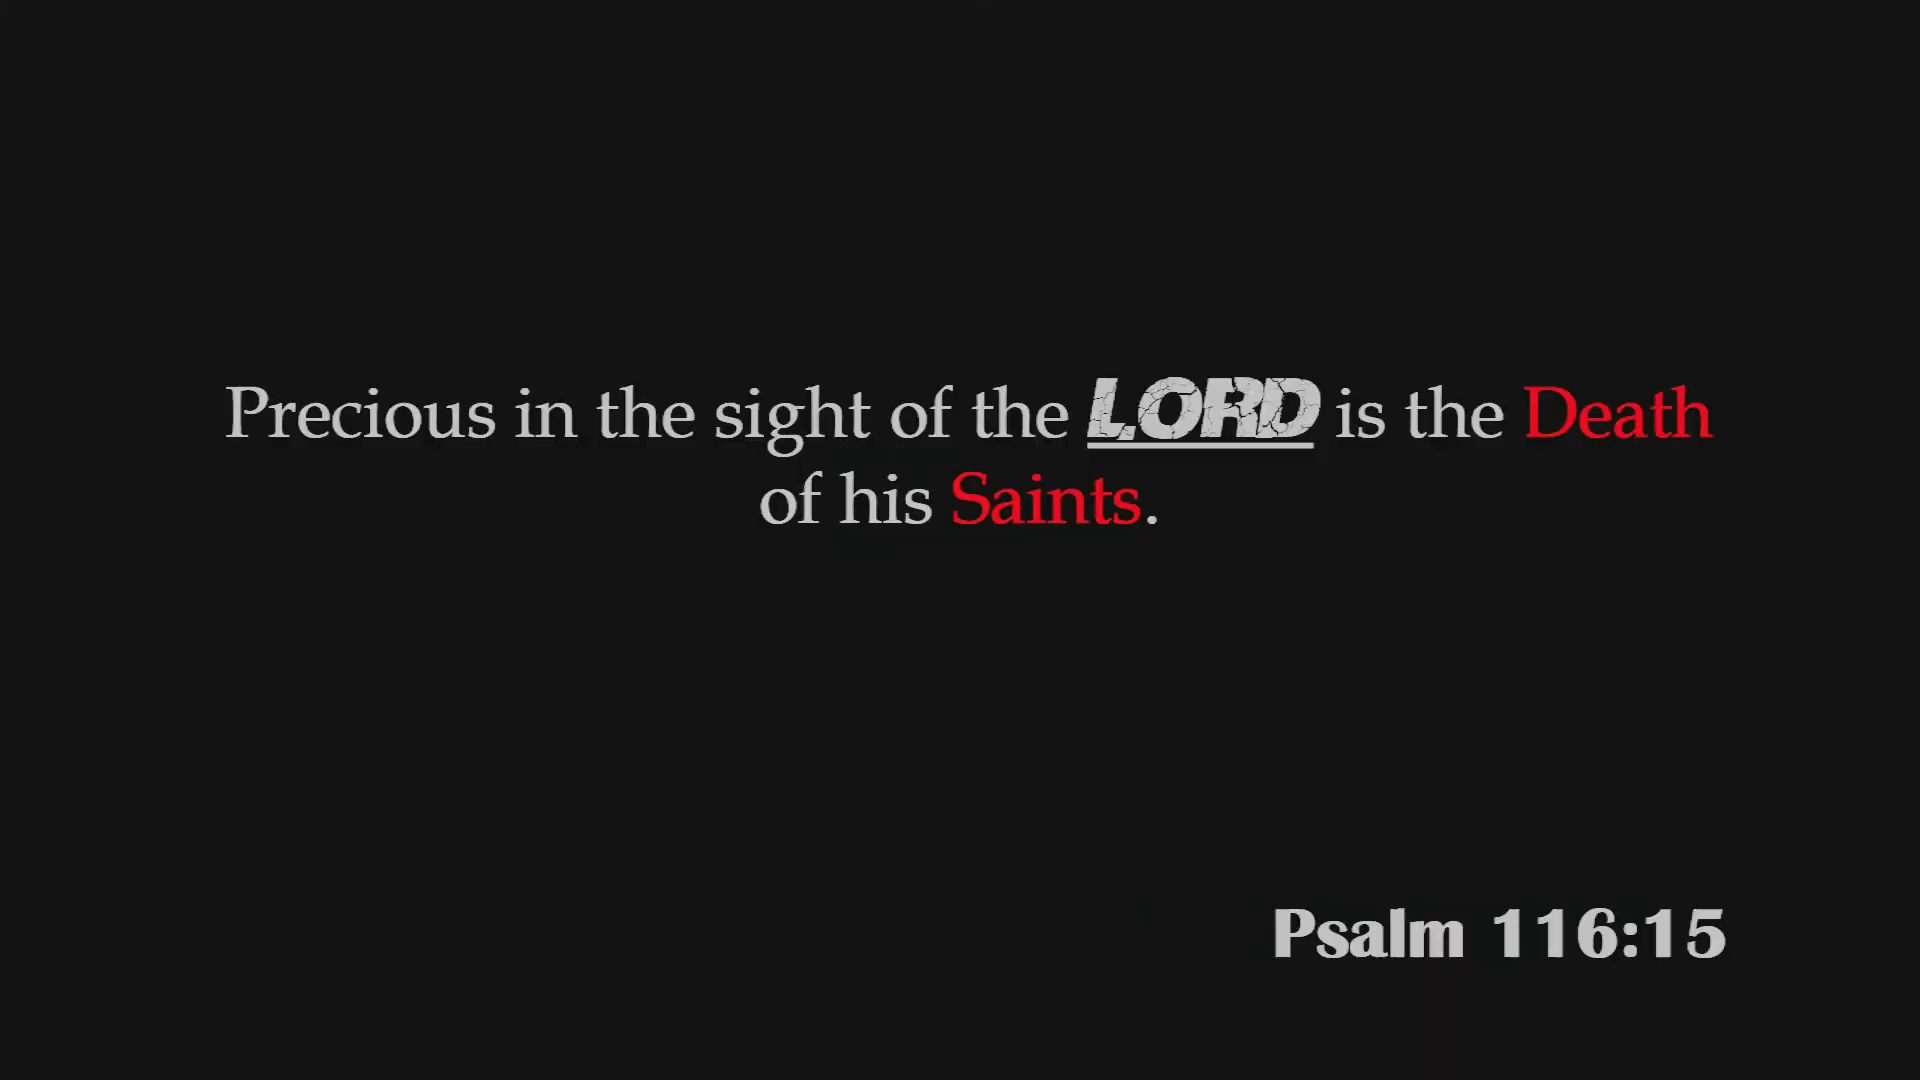 Precious in the sight of the LORD is the Death
of his Saints.
Psalm 116:15